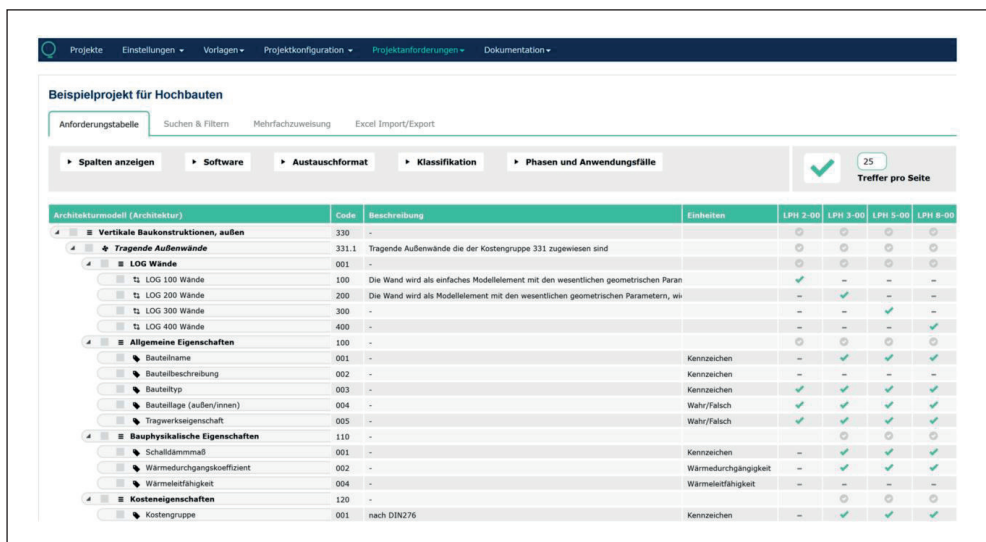 Projekte Einstellungen Vorlagen Projektkonfiguration Projektanforderungen Dokumentation
Beispielprojekt für Hochbauten
Anforderungstabelle Suchen & Filtern Mehrfachzuweisung Excel Import/Export
Spalten anzeigen Software Austauschformat Klassifikation Phasen und Anwendungsfälle 25
Treffer pro Seite
Architekturmodell (Architektur) Code Beschreibung Einheiten LPH 2-00 LPH 3-00 LPH 5-00 LPH 8-00
Vertikale Baukonstruktionen, außen 330 -
Tragende Außenwände 331.1 Tragende Außenwände die der Kostengruppe 331 zugewiesen sind
LOG Wände 001 -
LOG 100 Wände 100 Die Wand wird als einfaches Modellelement mit den wesentlichen geometrischen Paran – – –
LOG 200 Wände 200 Die Wand wird als Modellelement mit den wesentlichen geometrischen Parametern, wi – – –
LOG 300 Wände 300 - – – –
LOG 400 Wände 400 - – – –
Allgemeine Eigenschaften 100 -
Bauteilname 001 - Kennzeichen –
Bauteilbeschreibung 002 - Kennzeichen – – – –
Bauteiltyp 003 - Kennzeichen
Bauteillage (außen/innen) 004 - Wahr/Falsch
Tragwerkseigenschaft 005 - Wahr/Falsch
Bauphysikalische Eigenschaften 110 -
Schalldämmmaß 001 - Kennzeichen –
Wärmedurchgangskoeffizient 002 - Wärmedurchgängigkeit –
Wärmeleitfähigkeit 004 - Wärmeleitfähigkeit – – – –
Kosteneigenschaften 120 -
Kostengruppe 001 nach DIN276 Kennzeichen –